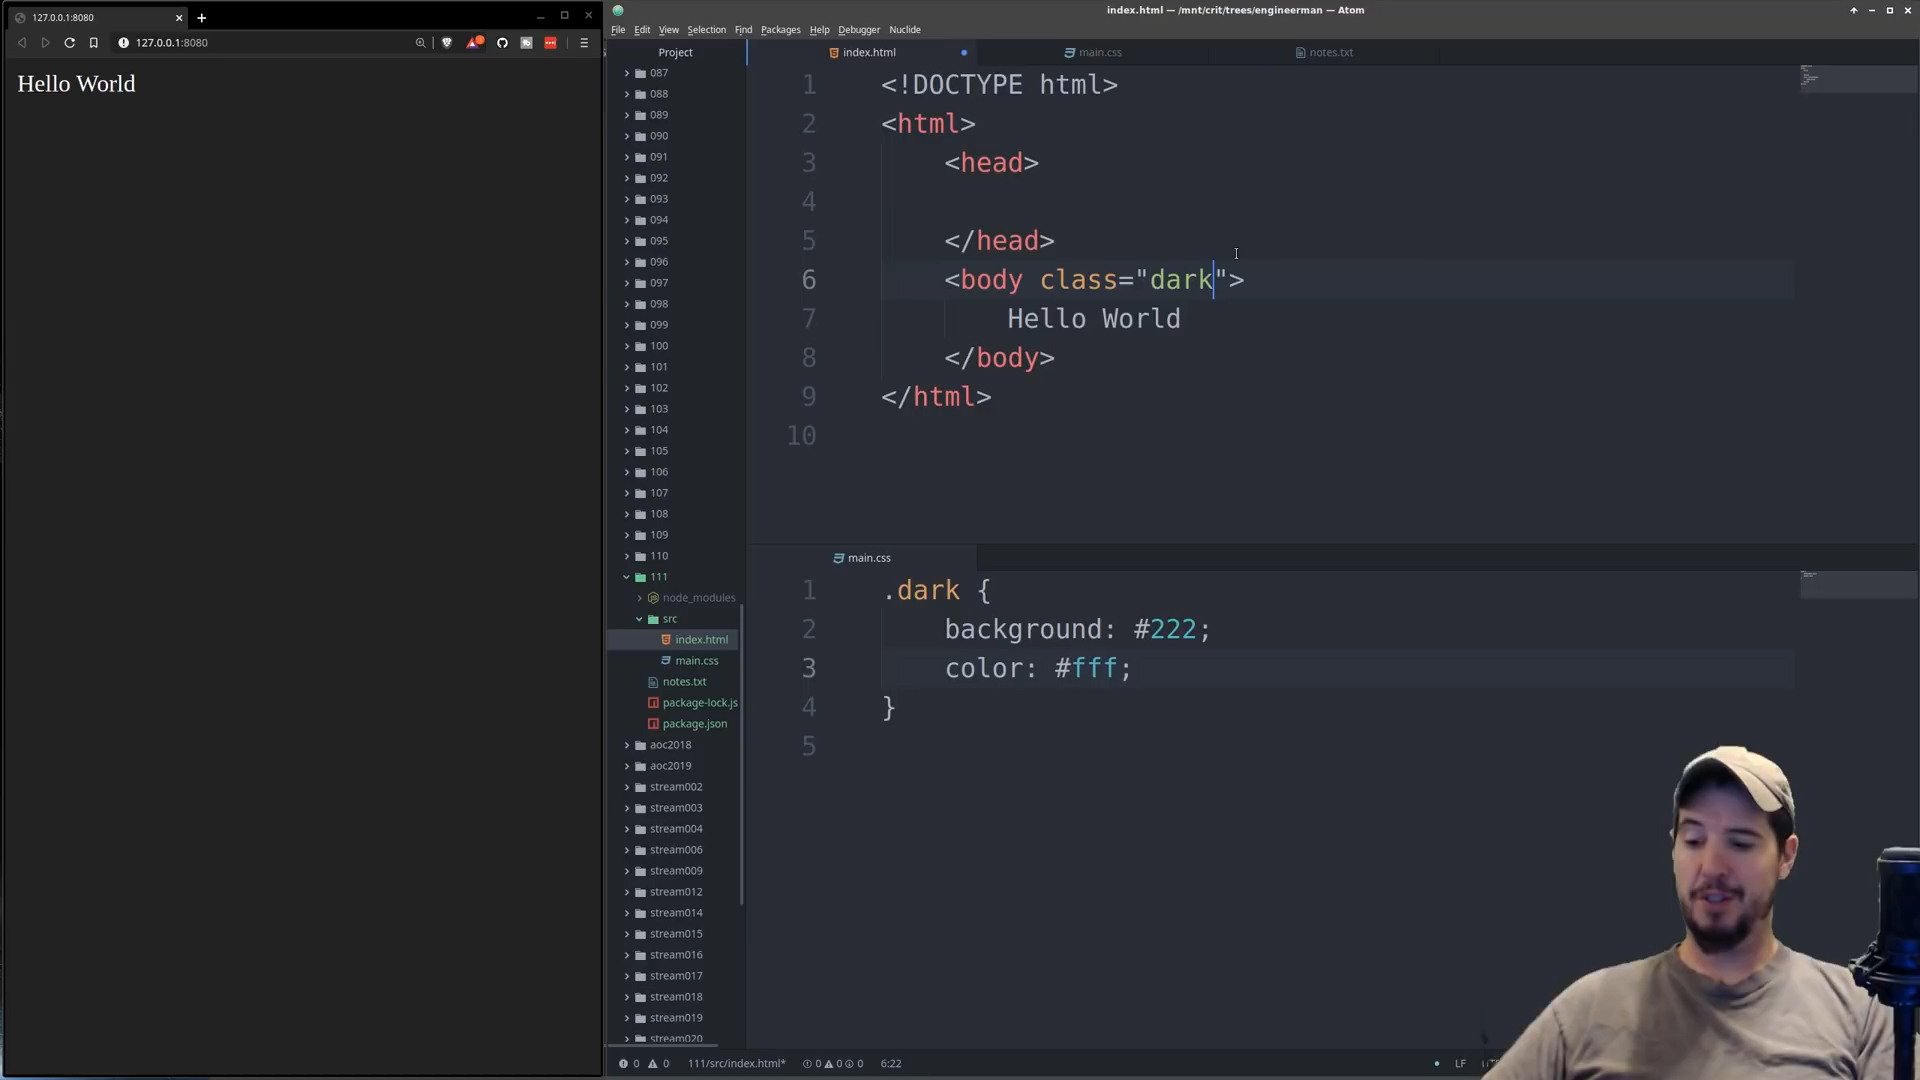 127.0.0.1:8080
127.0.0.1:8080
Hello World
index.html — /mnt/crit/trees/engineerman — Atom
File Edit View Selection Find Packages Help Debugger Nuclide
Project
087
088
089
090
091
092
093
094
095
096
097
098
099
100
101
102
103
104
105
106
107
108
109
110
111
node_modules
src
index.html
main.css
notes.txt
package-lock.js
package.json
aoc2018
aoc2019
stream002
stream003
stream004
stream006
stream009
stream012
stream014
stream015
stream016
stream017
stream018
stream019
stream020
index.html main.css notes.txt
1 <!DOCTYPE html>
2 <html>
3 <head>
4
5 </head>
6 <body class="dark">
7 Hello World
8 </body>
9 </html>
10
main.css
1 .dark {
2 background: #222;
3 color: #fff;
4 }
5
0 0 111/src/index.html* 0 0 0 6:22 LF